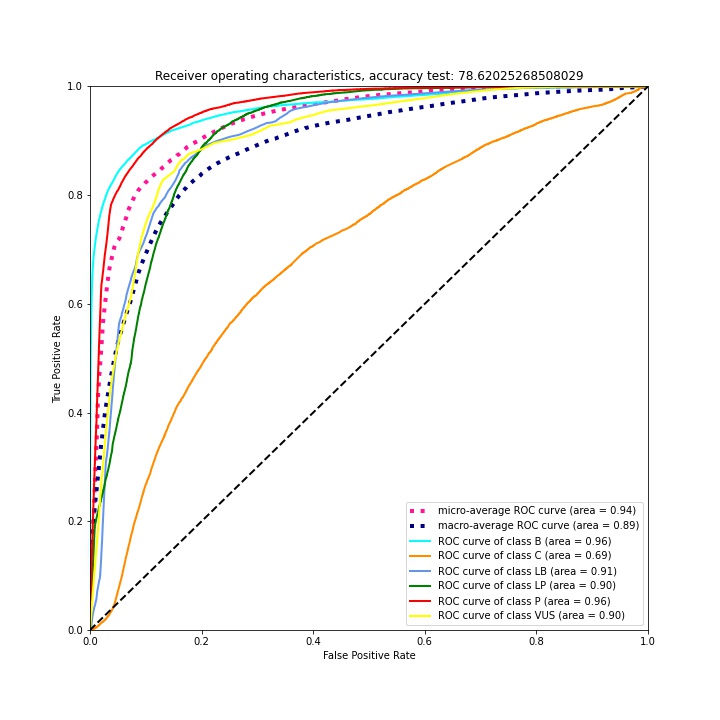 Receiver operating characteristics, accuracy test: 78.62025268508029
1.0
0.8
0.6
0.4
0.2
0.0
True Positive Rate
micro-average ROC curve (area = 0.94)
macro-average ROC curve (area = 0.89)
ROC curve of class B (area = 0.96)
ROC curve of class C (area = 0.69)
ROC curve of class LB (area = 0.91)
ROC curve of class LP (area = 0.90)
ROC curve of class P (area = 0.96)
ROC curve of class VUS (area = 0.90)
0.0 0.2 0.4 0.6 0.8 1.0
False Positive Rate